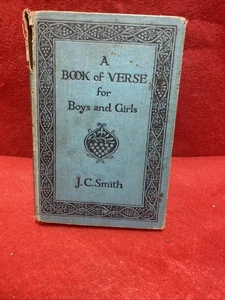 A
BOOK of VERSE
for
Boys and Girls
J.C.Smith